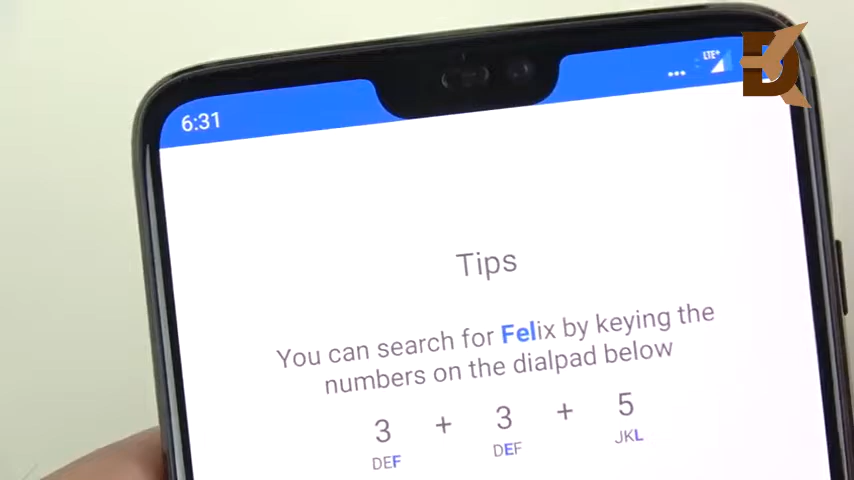 6:31
LTE+
Tips
You can search for Felix by keying the
numbers on the dialpad below
3 + 3 + 5
DEF DEF JKL
D